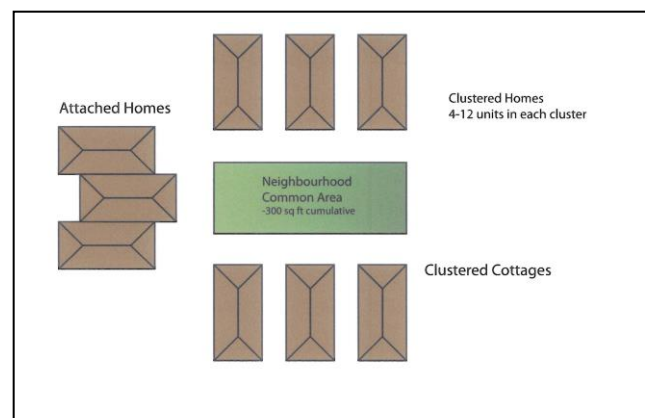 Attached Homes
Clustered Homes
4-12 units in each cluster
Neighbourhood
Common Area
-300 sq ft cumulative
Clustered Cottages